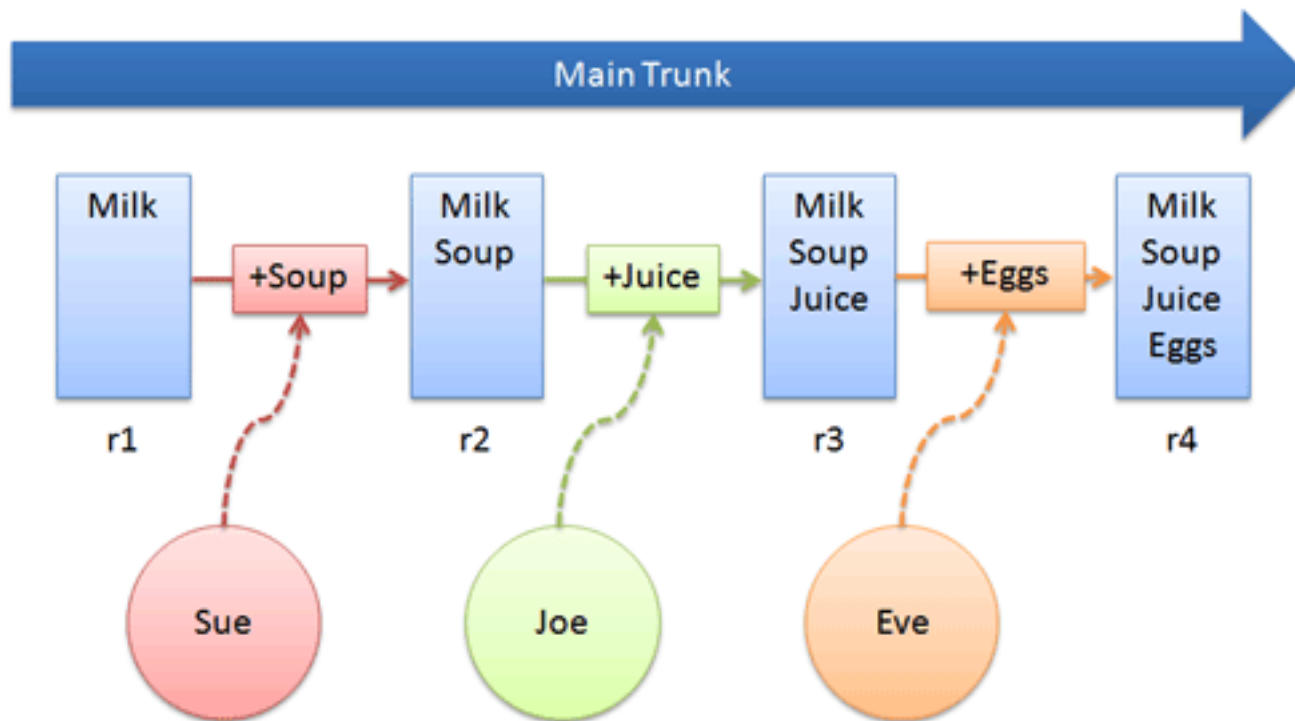 Main Trunk
Milk
+Soup
Milk
Soup
+Juice
Milk
Soup
Juice
+Eggs
Milk
Soup
Juice
Eggs
r1
r2
r3
r4
Sue
Joe
Eve